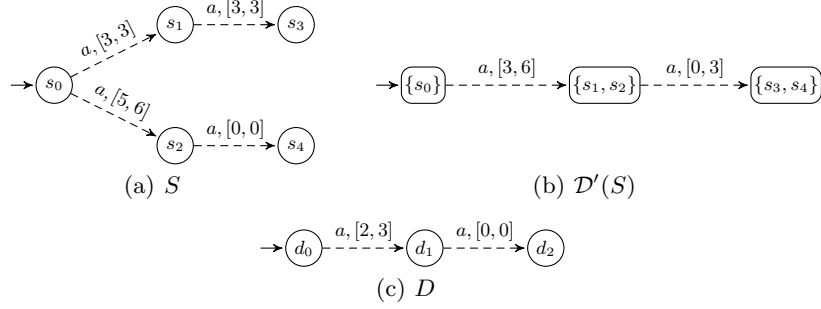 s₁ a, [3, 3] s₃
a, [3, 3]
s₀
a, [5, 6]
s₂ a, [0, 0] s₄
(a) S
{s₀} a, [3, 6] {s₁, s₂} a, [0, 3] {s₃, s₄}
(b) 𝒟′(S)
d₀ a, [2, 3] d₁ a, [0, 0] d₂
(c) D